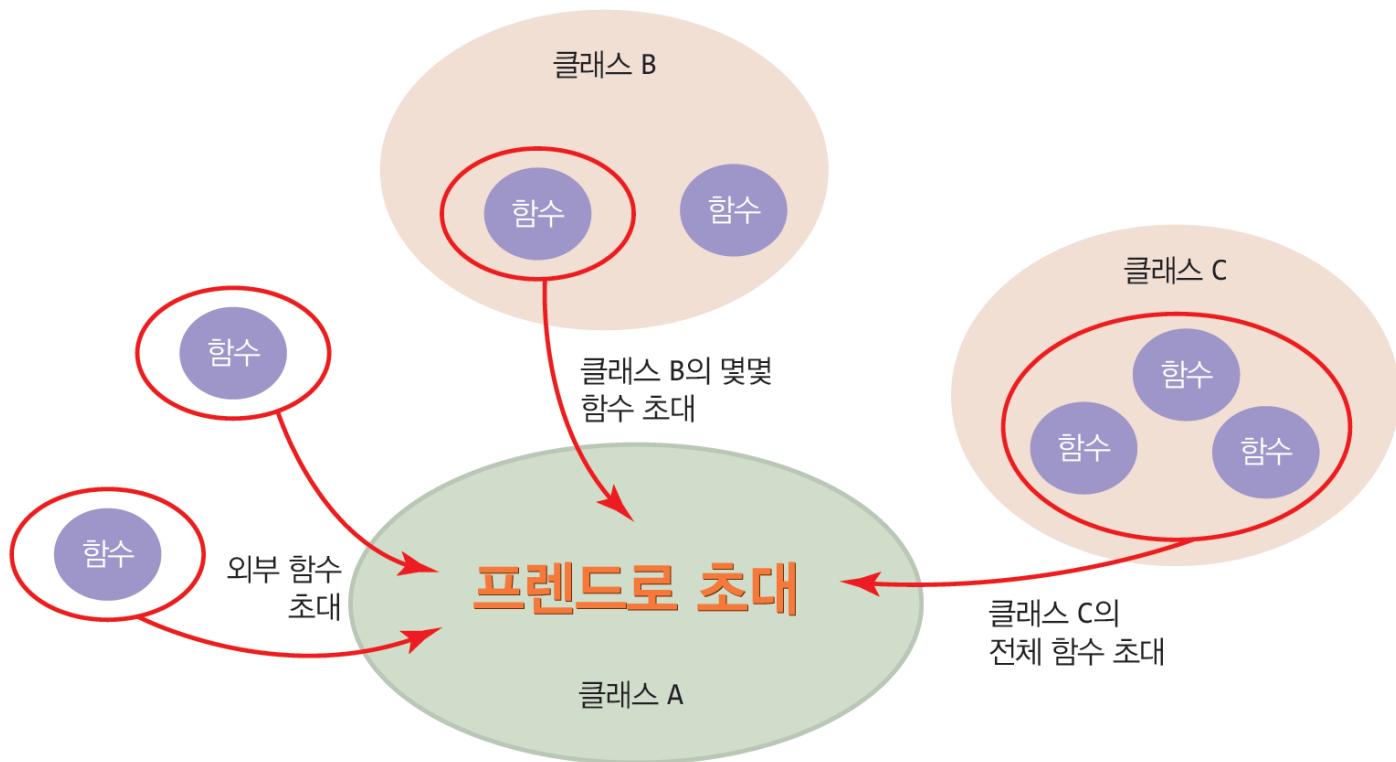 클래스 B
함수
함수
클래스 C
함수
함수
함수
함수
클래스 B의 몇몇
함수 초대
함수
외부 함수
초대
프렌드로 초대
클래스 C의
전체 함수 초대
클래스 A